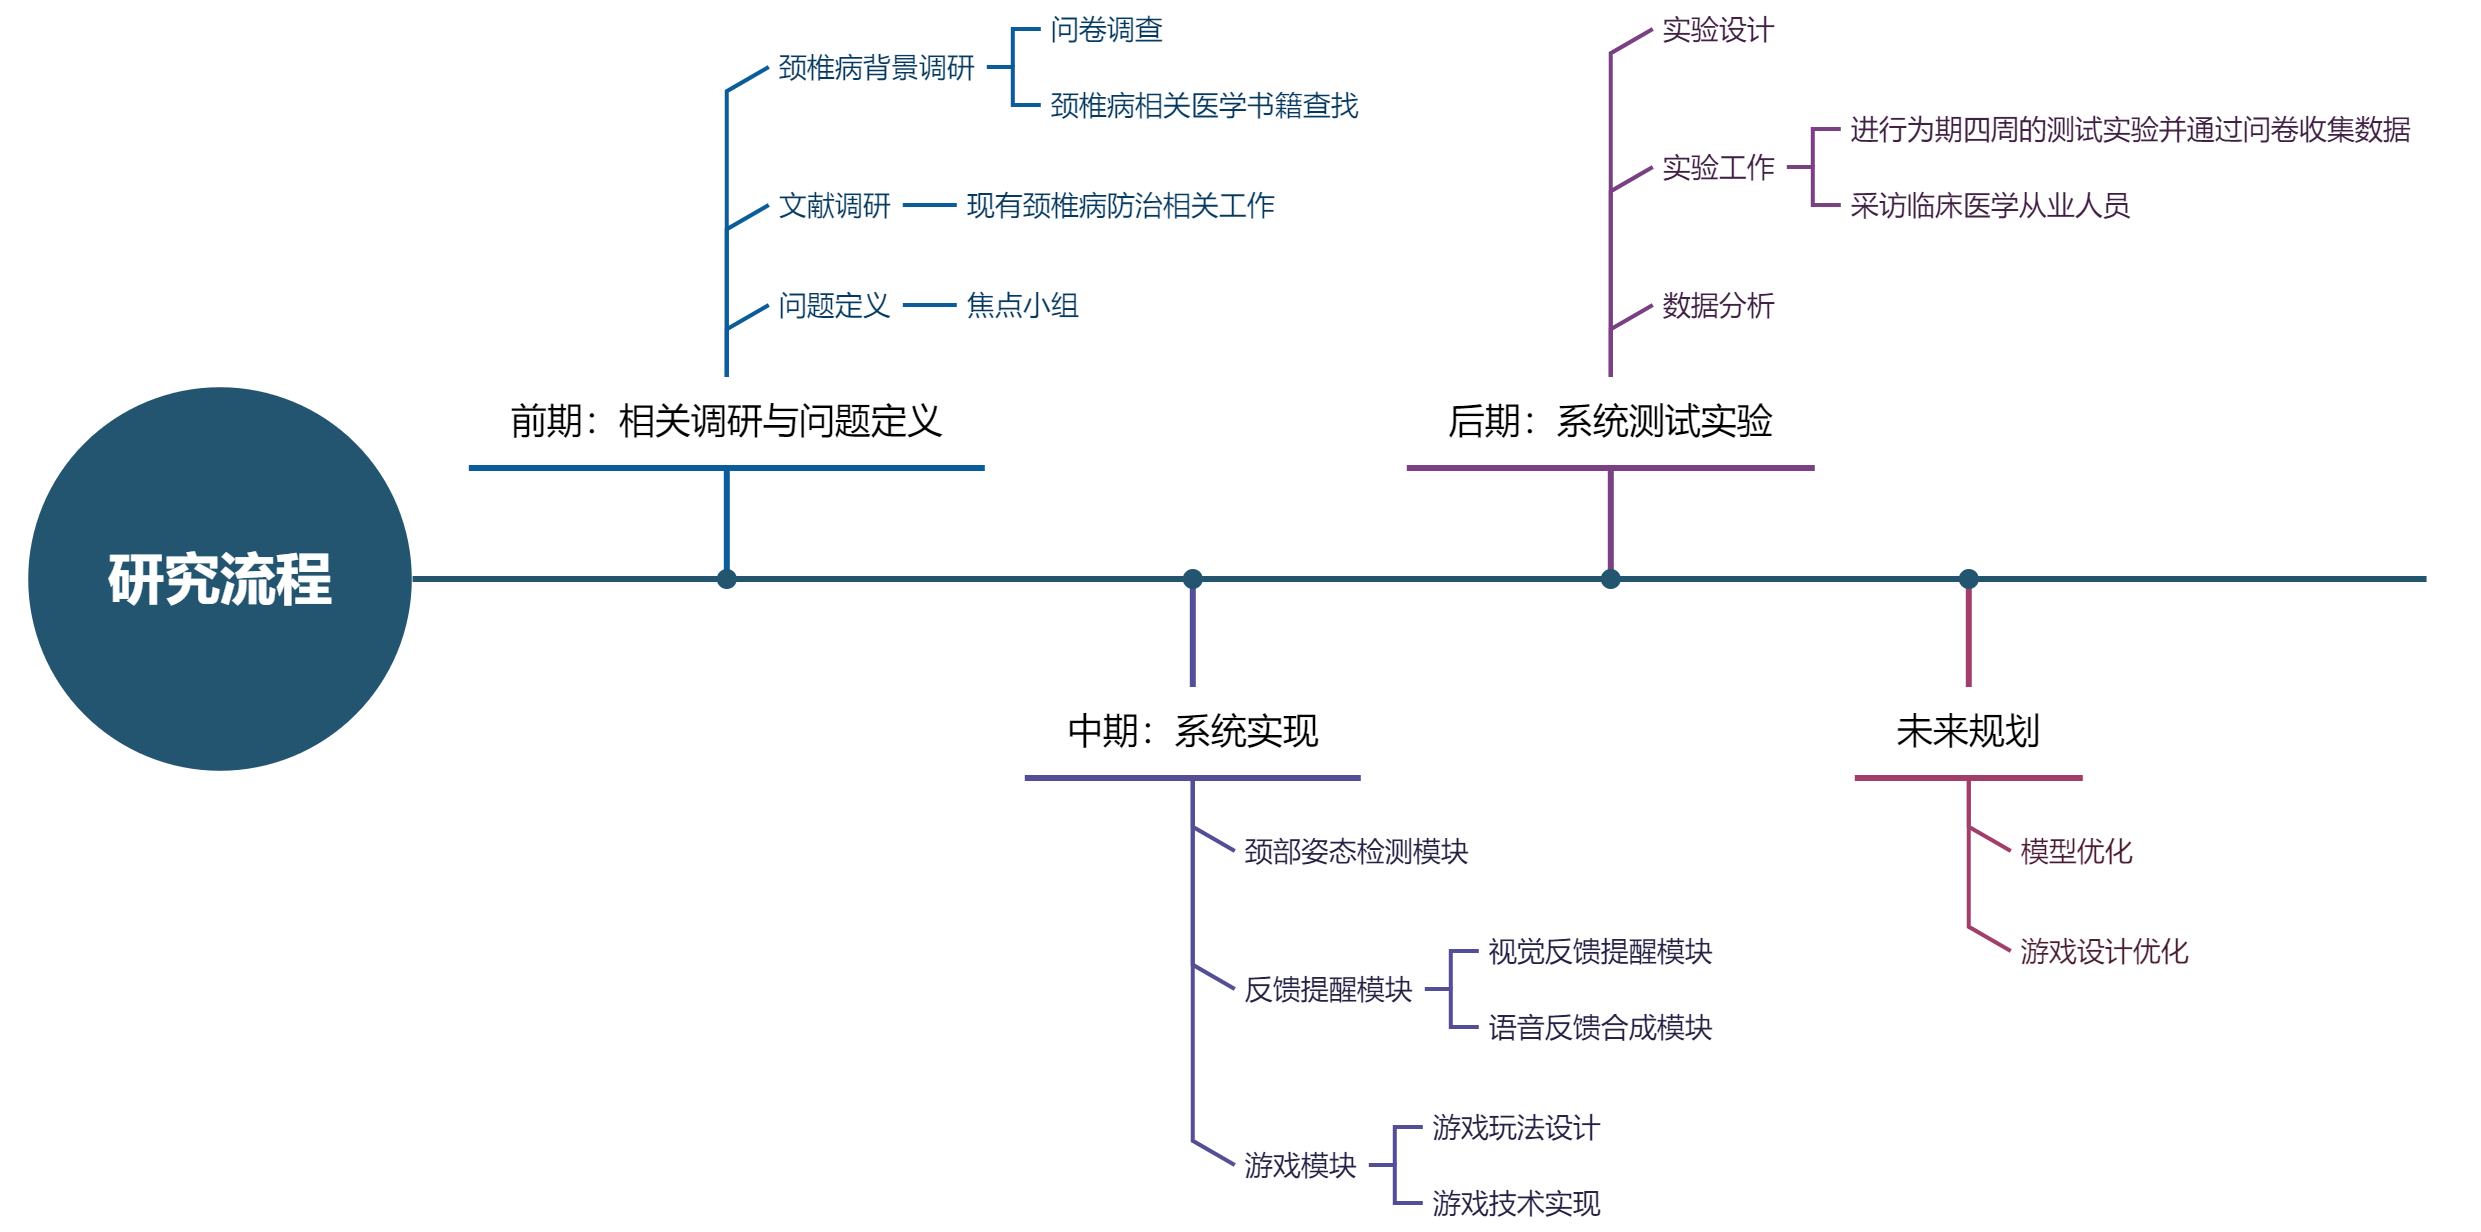 研究流程
前期：相关调研与问题定义
颈椎病背景调研
问卷调查
颈椎病相关医学书籍查找
文献调研
现有颈椎病防治相关工作
问题定义
焦点小组
中期：系统实现
颈部姿态检测模块
反馈提醒模块
视觉反馈提醒模块
语音反馈合成模块
游戏模块
游戏玩法设计
游戏技术实现
后期：系统测试实验
实验设计
实验工作
进行为期四周的测试实验并通过问卷收集数据
采访临床医学从业人员
数据分析
未来规划
模型优化
游戏设计优化